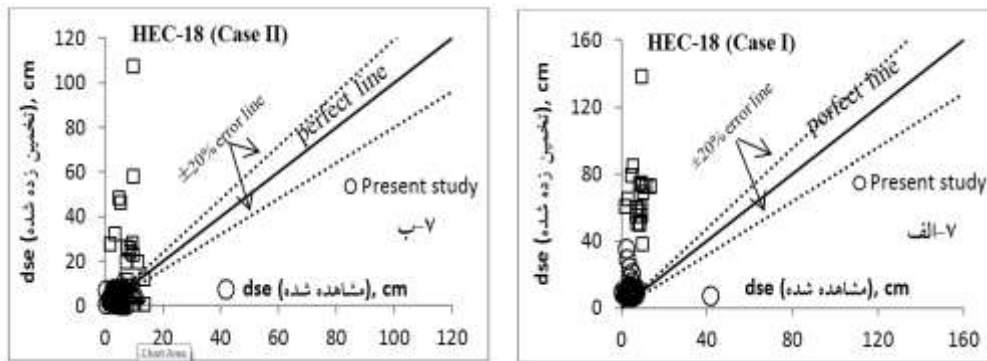 HEC-18 (Case II)
120
100
80
60
40
20
0
0 20 40 60 80 100 120
dse (تخمین زده شده), cm
±20% error line
perfect line
Present study
۷-ب
dse (مشاهده شده), cm
Chart Area
HEC-18 (Case I)
160
120
80
40
0
0 40 80 120 160
dse (تخمین زده شده), cm
±20% error line
porfect line
Present study
۷-الف
dse (مشاهده شده), cm